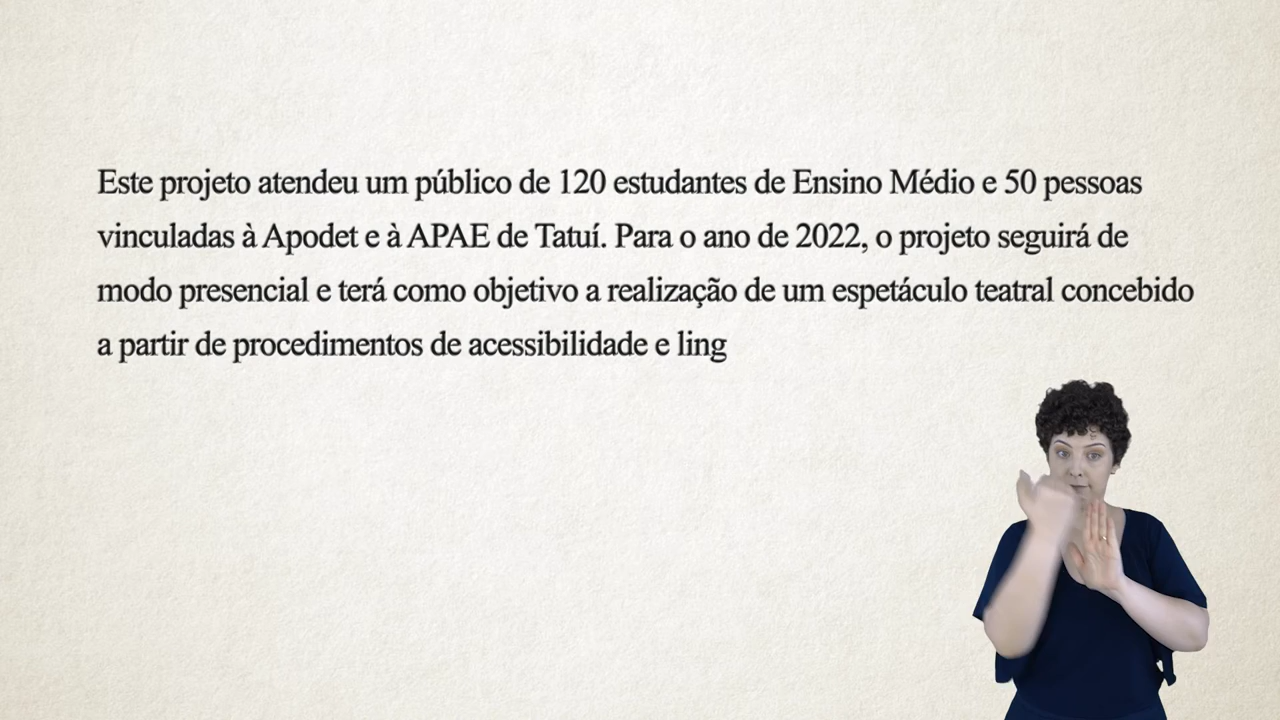 Este projeto atendeu um público de 120 estudantes de Ensino Médio e 50 pessoas
vinculadas à Apodet e à APAE de Tatuí. Para o ano de 2022, o projeto seguirá de
modo presencial e terá como objetivo a realização de um espetáculo teatral concebido
a partir de procedimentos de acessibilidade e ling